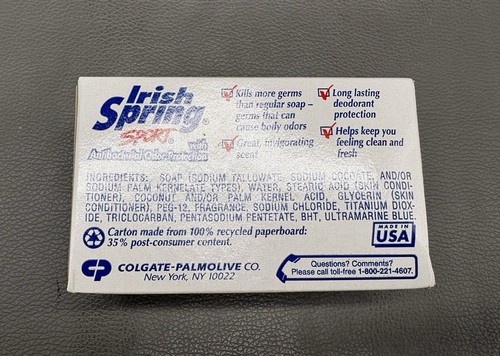 Irish
Spring®
SPORT
with
Antibacterial Odor Protection
Kills more germs
than regular soap –
germs that can
cause body odors
Great, invigorating
scent
Long lasting
deodorant
protection
Helps keep you
feeling clean and
fresh
INGREDIENTS: SOAP (SODIUM TALLOWATE, SODIUM COCOATE, AND/OR
SODIUM PALM KERNELATE TYPES), WATER, STEARIC ACID (SKIN CONDI-
TIONER), COCONUT AND/OR PALM KERNEL ACID, GLYCERIN (SKIN
CONDITIONER), PEG-12, FRAGRANCE, SODIUM CHLORIDE, TITANIUM DIOX-
IDE, TRICLOCARBAN, PENTASODIUM PENTETATE, BHT, ULTRAMARINE BLUE.
Carton made from 100% recycled paperboard:
35% post-consumer content.
MADE IN
USA
CP COLGATE-PALMOLIVE CO.
New York, NY 10022
Questions? Comments?
Please call toll-free 1-800-221-4607.